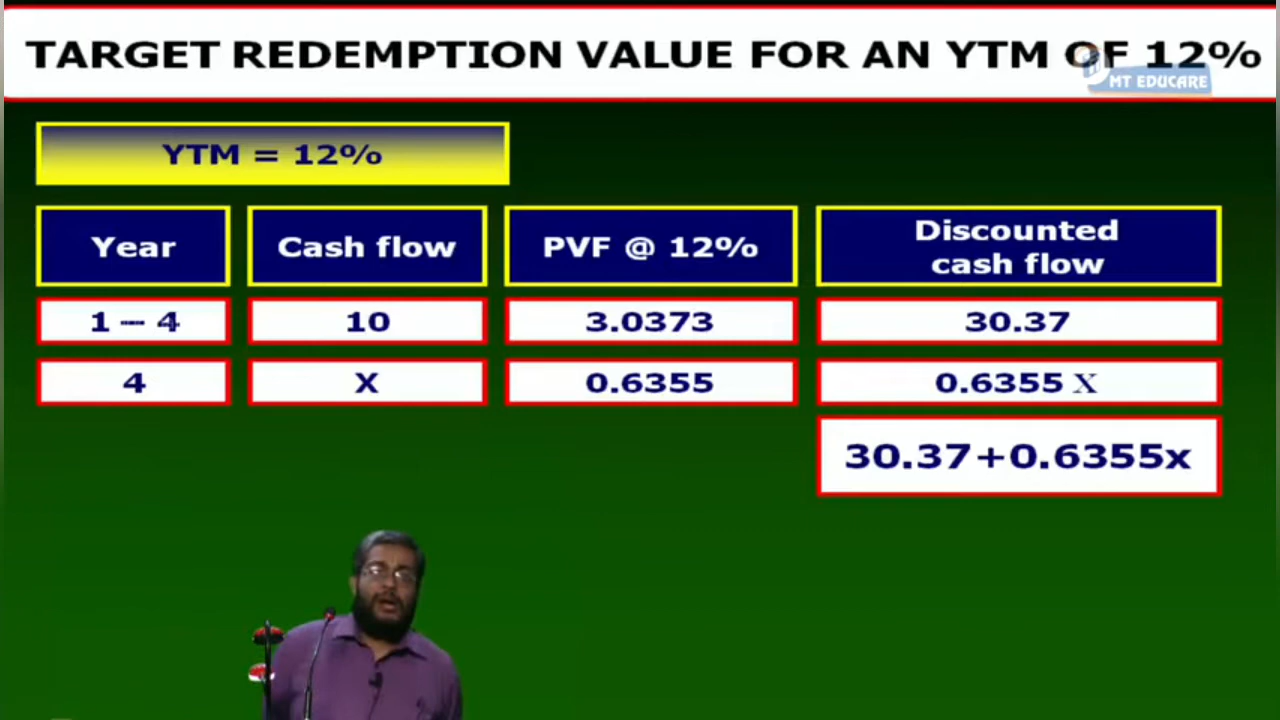 TARGET REDEMPTION VALUE FOR AN YTM OF 12%
MT EDUCARE
YTM = 12%
Year Cash flow PVF @ 12% Discounted cash flow
1 – 4 10 3.0373 30.37
4 X 0.6355 0.6355 X
30.37+0.6355x